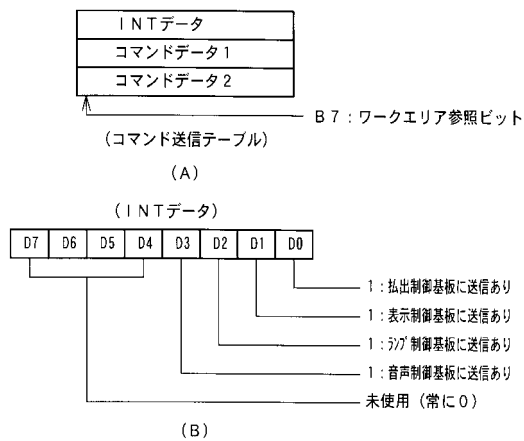 INTデータ
コマンドデータ1
コマンドデータ2
B7:ワークエリア参照ビット
(コマンド送信テーブル)
(A)
(INTデータ)
D7 D6 D5 D4 D3 D2 D1 D0
1:払出制御基板に送信あり
1:表示制御基板に送信あり
1:ランプ制御基板に送信あり
1:音声制御基板に送信あり
未使用(常に0)
(B)